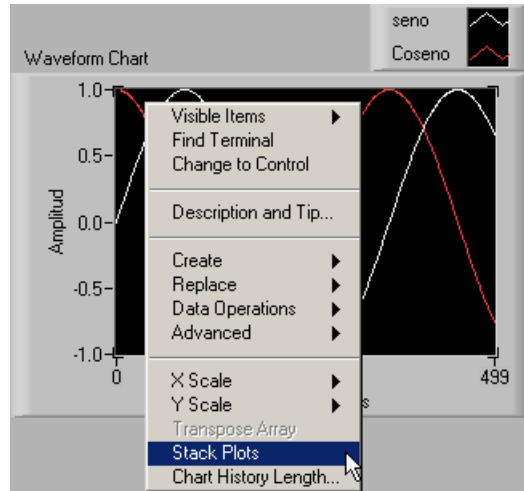 seno
Coseno
Waveform Chart
1.0
0.5
0.0
-0.5
-1.0
Amplitud
0
499
s
Visible Items
Find Terminal
Change to Control
Description and Tip...
Create
Replace
Data Operations
Advanced
X Scale
Y Scale
Transpose Array
Stack Plots
Chart History Length...